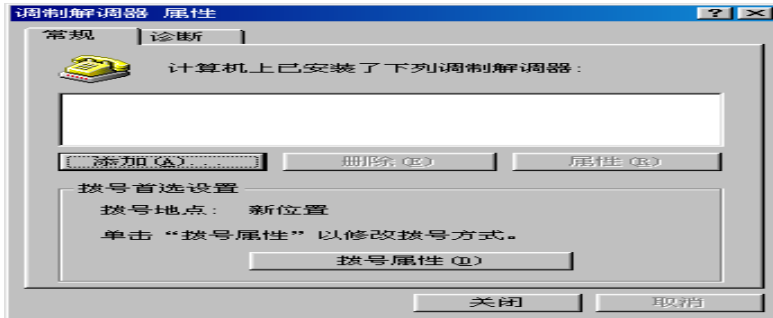 调制解调器 属性
常规 诊断
计算机上已安装了下列调制解调器:
添加(A)... 删除(E) 属性(R)
拨号首选设置
拨号地点: 新位置
单击“拨号属性”以修改拨号方式。
拨号属性(D)
关闭 取消